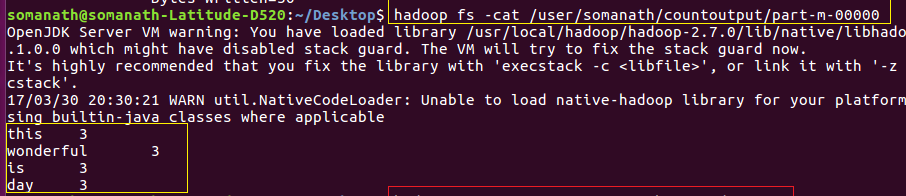 somanath@somanath-Latitude-D520:~/Desktop$ hadoop fs -cat /user/somanath/countoutput/part-m-00000
OpenJDK Server VM warning: You have loaded library /usr/local/hadoop/hadoop-2.7.0/lib/native/libhado
.1.0.0 which might have disabled stack guard. The VM will try to fix the stack guard now.
It's highly recommended that you fix the library with 'execstack -c <libfile>', or link it with '-z
cstack'.
17/03/30 20:30:21 WARN util.NativeCodeLoader: Unable to load native-hadoop library for your platform
sing builtin-java classes where applicable
this 3
wonderful 3
is 3
day 3